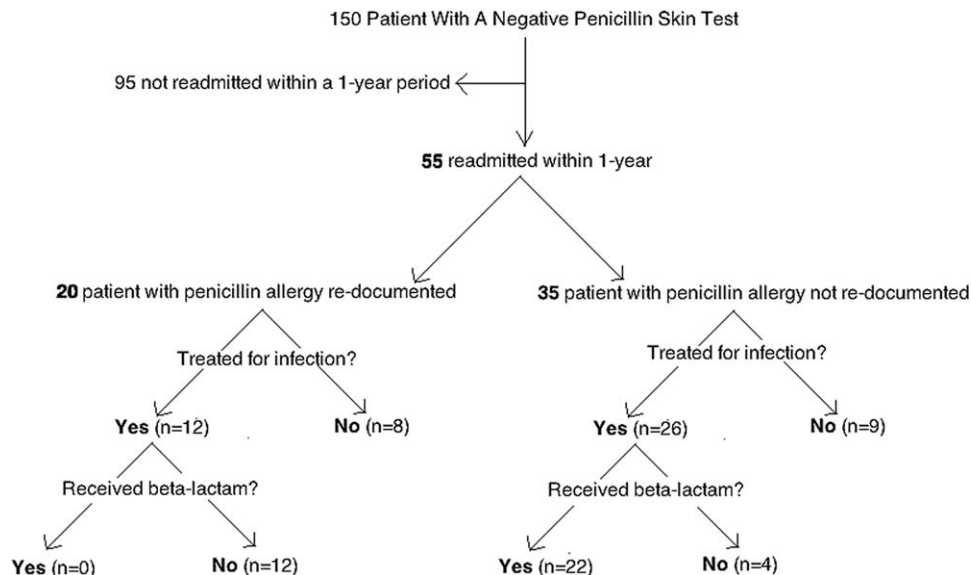 150 Patient With A Negative Penicillin Skin Test
95 not readmitted within a 1-year period
55 readmitted within 1-year
20 patient with penicillin allergy re-documented
35 patient with penicillin allergy not re-documented
Treated for infection?
Treated for infection?
Yes (n=12)
No (n=8)
Yes (n=26)
No (n=9)
Received beta-lactam?
Received beta-lactam?
Yes (n=0)
No (n=12)
Yes (n=22)
No (n=4)